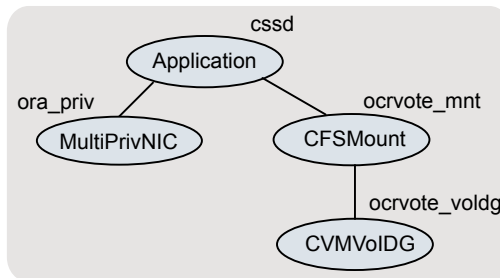 cssd
Application
ora_priv
ocrvote_mnt
MultiPrivNIC
CFSMount
ocrvote_voldg
CVMVolDG